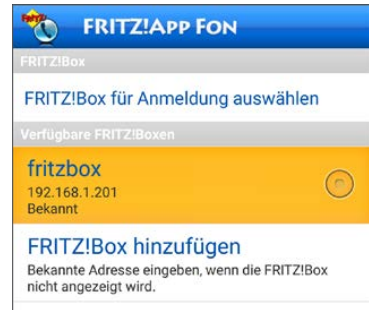 FRITZ!
FRITZ!APP FON
FRITZ!Box
FRITZ!Box für Anmeldung auswählen
Verfügbare FRITZ!Boxen
fritzbox
192.168.1.201
Bekannt
FRITZ!Box hinzufügen
Bekannte Adresse eingeben, wenn die FRITZ!Box
nicht angezeigt wird.